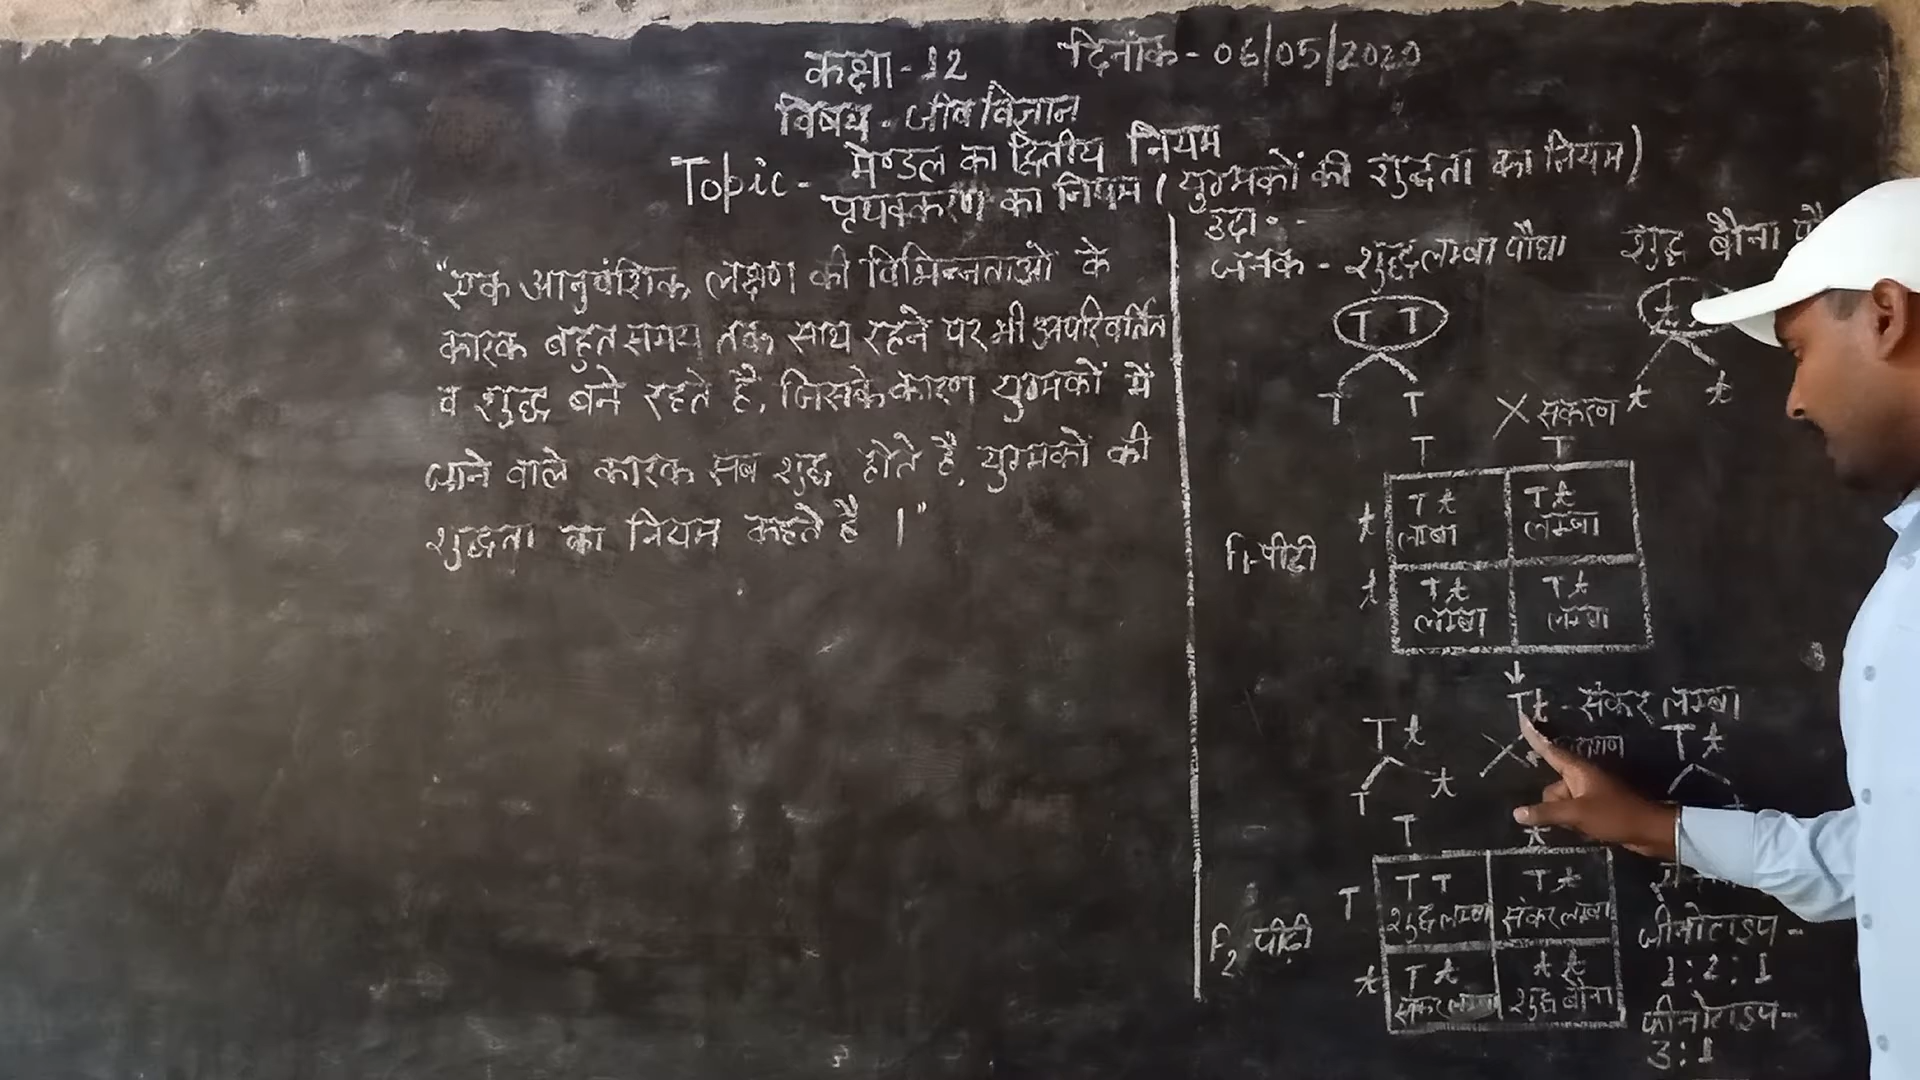 कक्षा - 12 दिनांक - 06/05/2020
विषय - जीव विज्ञान
Topic - मेण्डल का द्वितीय नियम
पृथक्करण का नियम (युग्मकों की शुद्धता का नियम)
"एक आनुवंशिक लक्षण की विभिन्नताओं के
कारक बहुत समय तक साथ रहने पर भी अपरिवर्तित
व शुद्ध बने रहते है, जिसके कारण युग्मकों में
जाने वाले कारक सब शुद्ध होते है, युग्मकों की
शुद्धता का नियम कहते है ।"
उदा॰ -
जनक - शुद्ध लम्बा पौधा शुद्ध बौना
T T
T T × संकरण t t
T T
t Tt Tt
लम्बा लम्बा
F1-पीढ़ी
t Tt Tt
लम्बा लम्बा
Tt - संकर लम्बा
Tt × Tt
T t
T t
T TT Tt
शुद्ध लम्बा संकर लम्बा
F2 पीढ़ी
t Tt tt
संकर लम्बा शुद्ध बौना
जीनोटाइप -
1:2:1
फीनोटाइप -
3:1